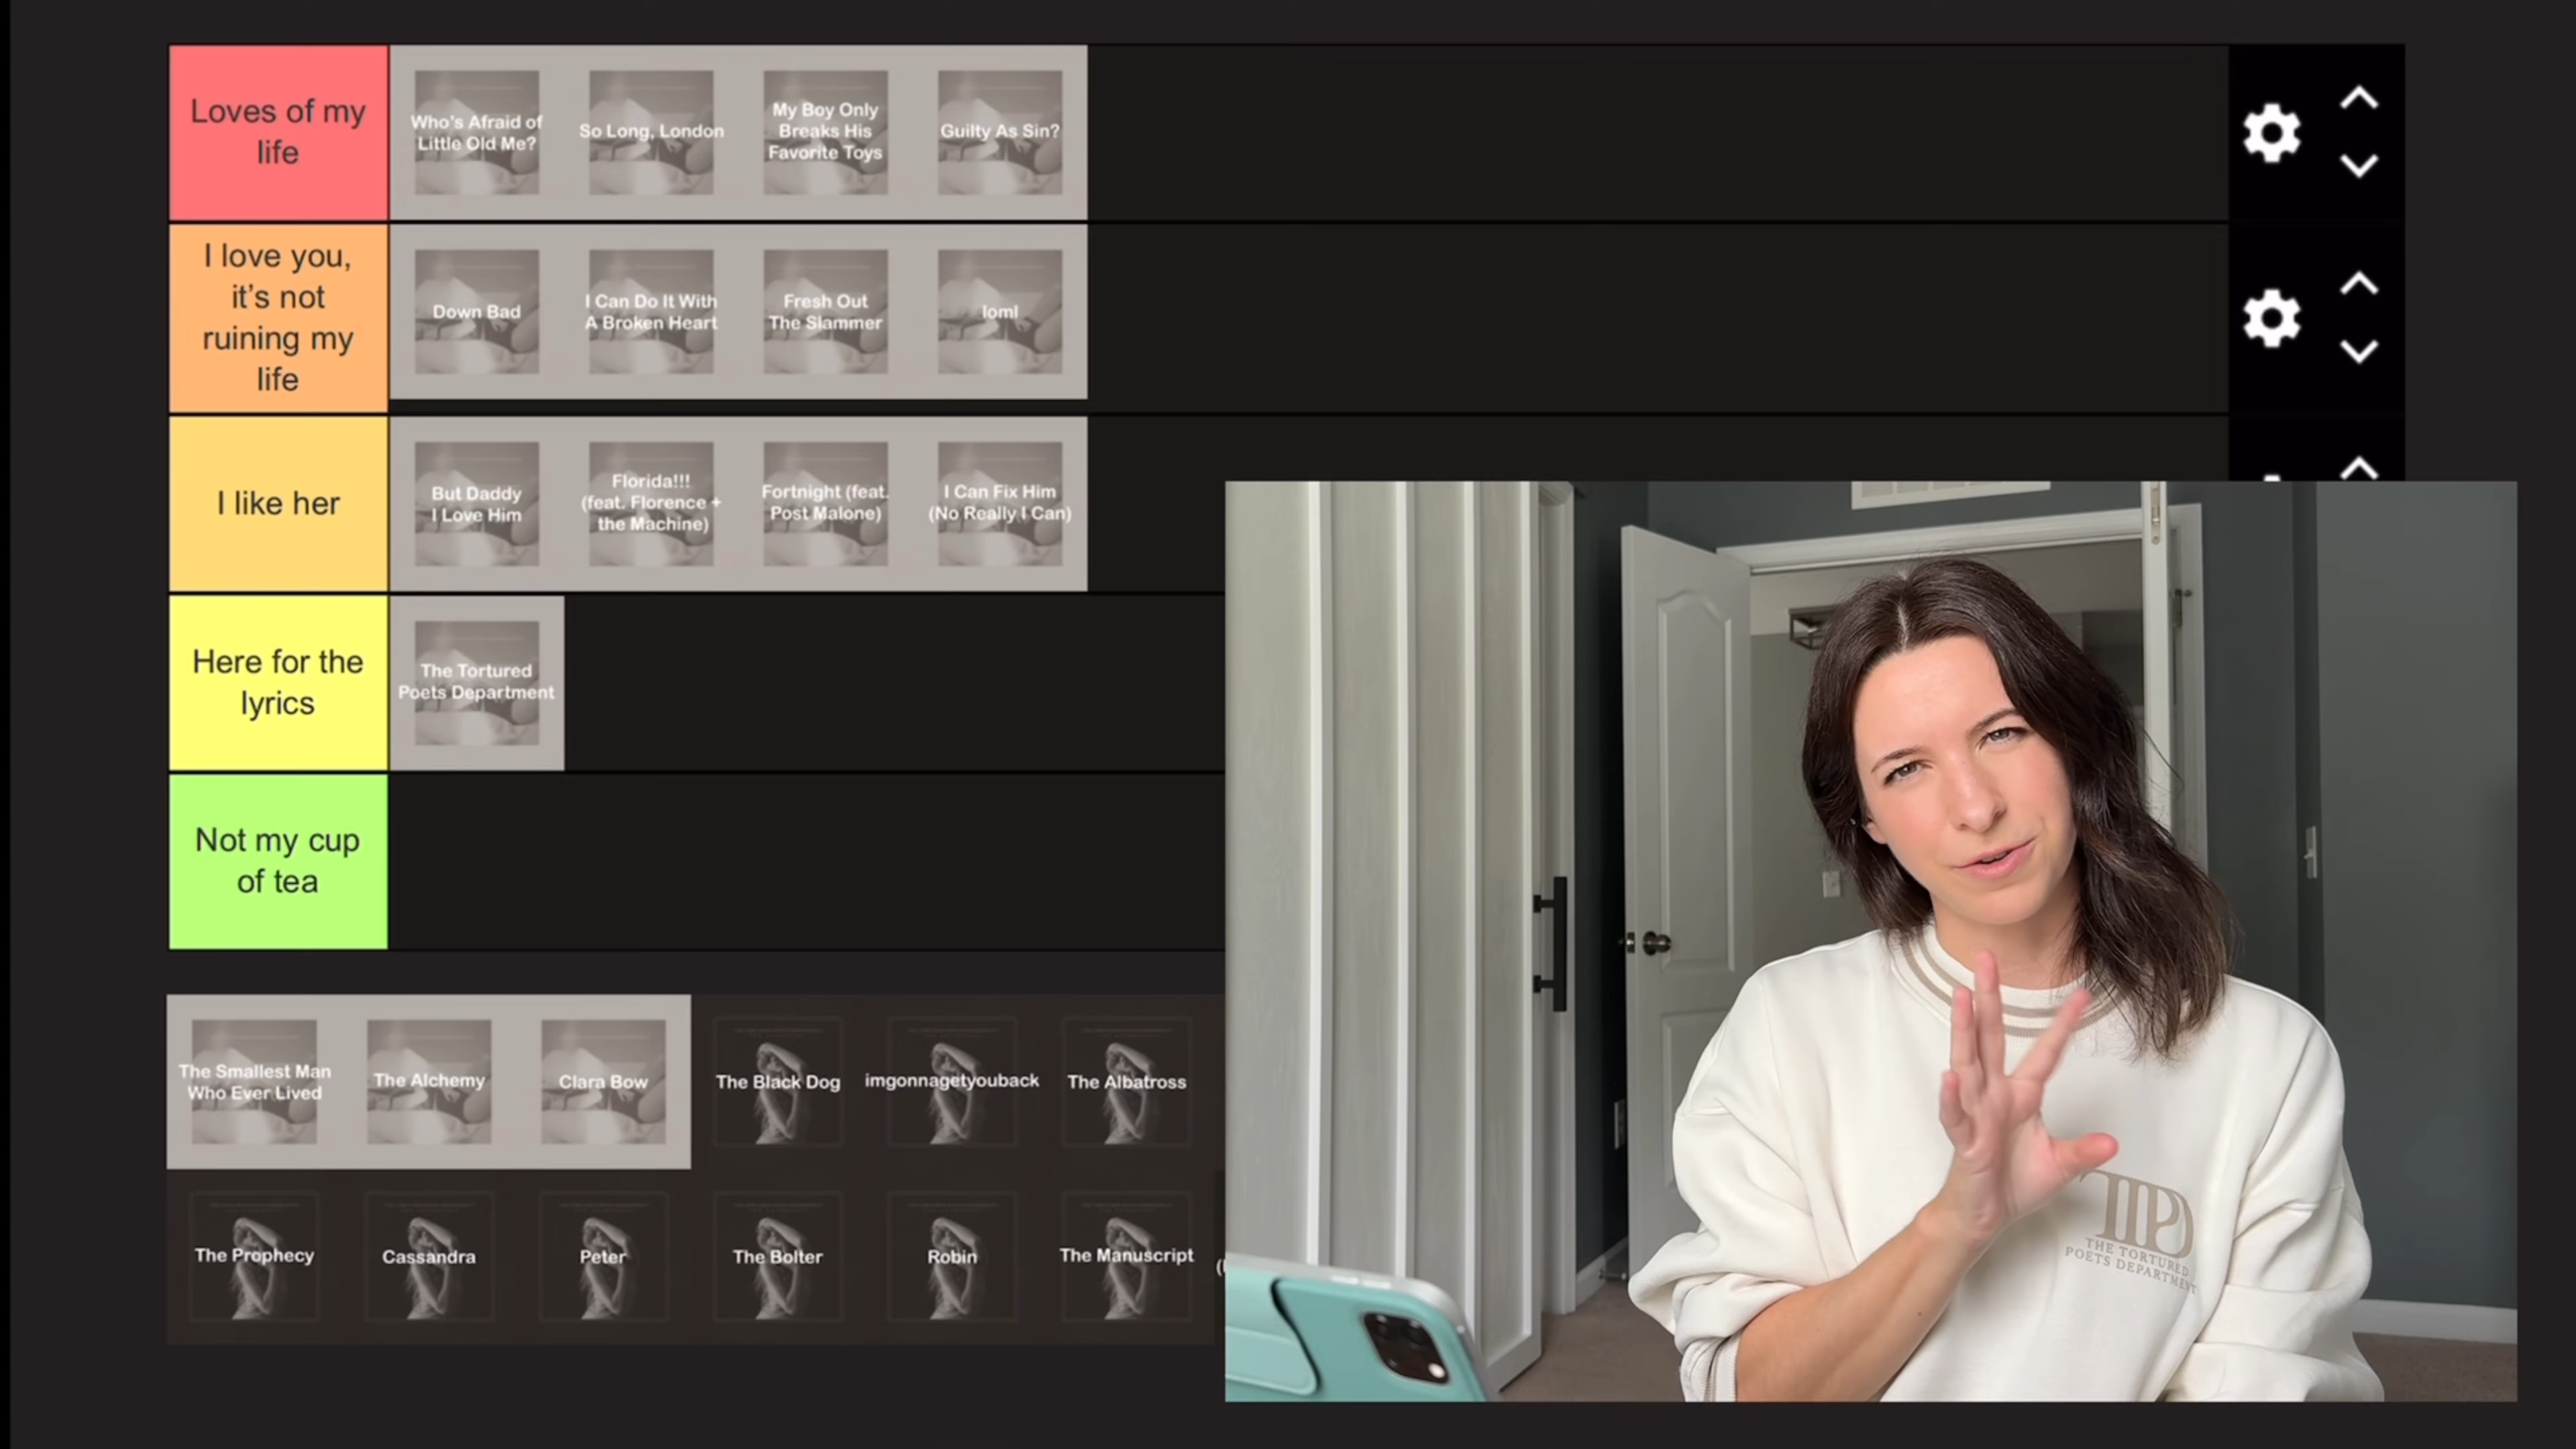 Loves of my
life
Who's Afraid of
Little Old Me?
So Long, London
My Boy Only
Breaks His
Favorite Toys
Guilty As Sin?
I love you,
it's not
ruining my
life
Down Bad
I Can Do It With
A Broken Heart
Fresh Out
The Slammer
loml
I like her
But Daddy
I Love Him
Florida!!!
(feat. Florence +
the Machine)
Fortnight (feat.
Post Malone)
I Can Fix Him
(No Really I Can)
Here for the
lyrics
The Tortured
Poets Department
Not my cup
of tea
The Smallest Man
Who Ever Lived
The Alchemy
Clara Bow
The Black Dog
imgonnagetyouback
The Albatross
The Prophecy
Cassandra
Peter
The Bolter
Robin
The Manuscript
(
TTPD
THE TORTURED
POETS DEPARTMENT